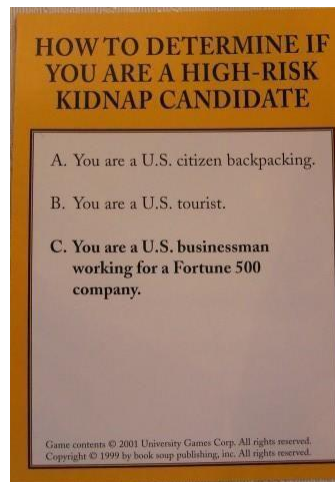 HOW TO DETERMINE IF
YOU ARE A HIGH-RISK
KIDNAP CANDIDATE
A. You are a U.S. citizen backpacking.
B. You are a U.S. tourist.
C. You are a U.S. businessman
working for a Fortune 500
company.
Game contents © 2001 University Games Corp. All rights reserved.
Copyright © 1999 by book soup publishing, inc. All rights reserved.